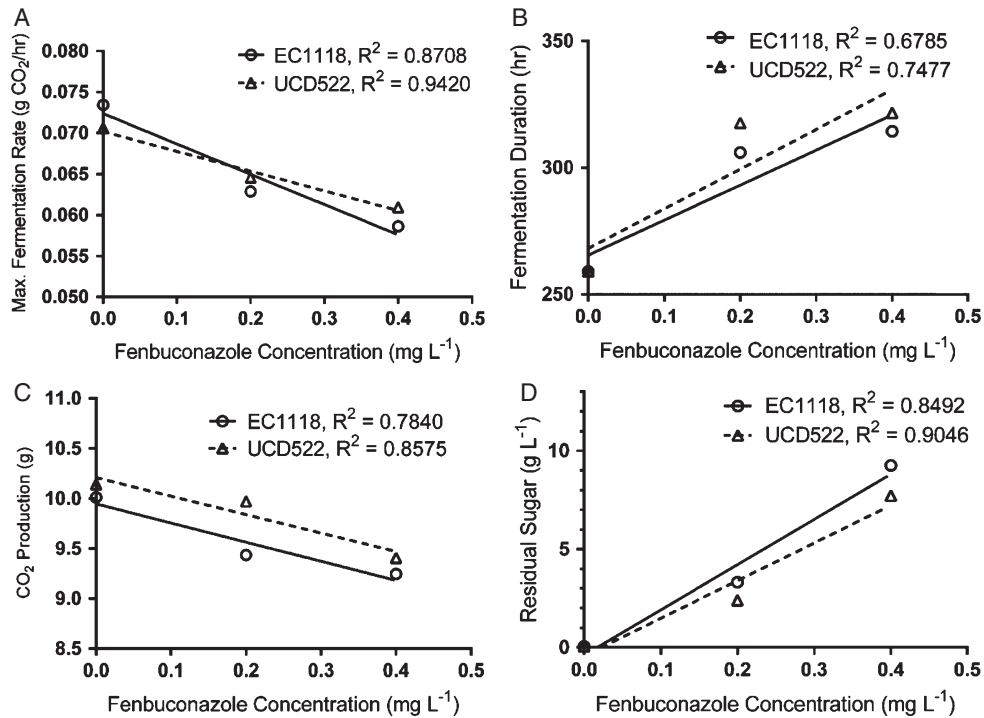 A
Max. Fermentation Rate (g CO₂/hr)
0.080
0.075
0.070
0.065
0.060
0.055
0.050
EC1118, R² = 0.8708
UCD522, R² = 0.9420
0.0 0.1 0.2 0.3 0.4 0.5
Fenbuconazole Concentration (mg L⁻¹)
B
Fermentation Duration (hr)
350
300
250
EC1118, R² = 0.6785
UCD522, R² = 0.7477
0.0 0.1 0.2 0.3 0.4 0.5
Fenbuconazole Concentration (mg L⁻¹)
C
CO₂ Production (g)
11.0
10.5
10.0
9.5
9.0
8.5
EC1118, R² = 0.7840
UCD522, R² = 0.8575
0.0 0.1 0.2 0.3 0.4 0.5
Fenbuconazole Concentration (mg L⁻¹)
D
Residual Sugar (g L⁻¹)
10
5
0
EC1118, R² = 0.8492
UCD522, R² = 0.9046
0.0 0.1 0.2 0.3 0.4 0.5
Fenbuconazole Concentration (mg L⁻¹)